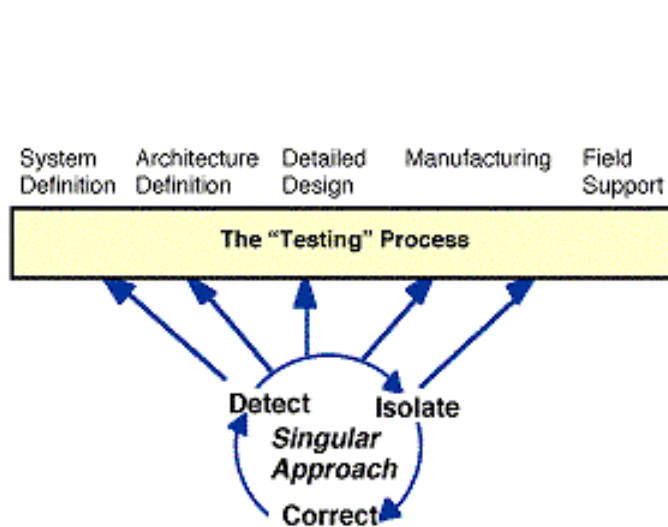 System Architecture Detailed Manufacturing Field
Definition Definition Design Support
The “Testing” Process
Detect Isolate
Singular
Approach
Correct